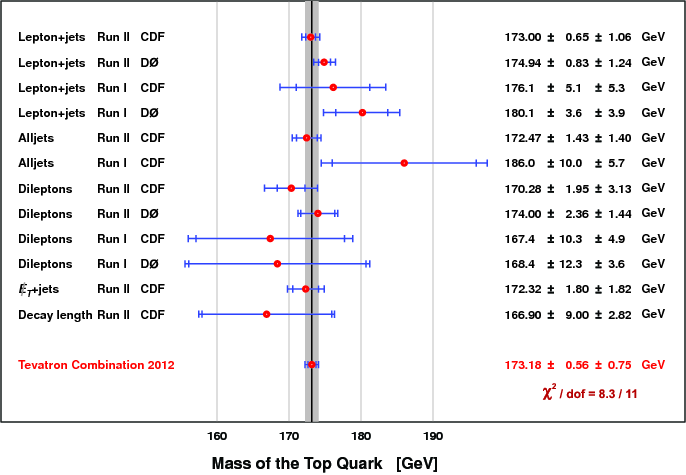 Lepton+jets Run II CDF 173.00 ± 0.65 ± 1.06 GeV
Lepton+jets Run II DØ 174.94 ± 0.83 ± 1.24 GeV
Lepton+jets Run I CDF 176.1 ± 5.1 ± 5.3 GeV
Lepton+jets Run I DØ 180.1 ± 3.6 ± 3.9 GeV
Alljets Run II CDF 172.47 ± 1.43 ± 1.40 GeV
Alljets Run I CDF 186.0 ± 10.0 ± 5.7 GeV
Dileptons Run II CDF 170.28 ± 1.95 ± 3.13 GeV
Dileptons Run II DØ 174.00 ± 2.36 ± 1.44 GeV
Dileptons Run I CDF 167.4 ± 10.3 ± 4.9 GeV
Dileptons Run I DØ 168.4 ± 12.3 ± 3.6 GeV
E̸T+jets Run II CDF 172.32 ± 1.80 ± 1.82 GeV
Decay length Run II CDF 166.90 ± 9.00 ± 2.82 GeV
Tevatron Combination 2012 173.18 ± 0.56 ± 0.75 GeV
χ² / dof = 8.3 / 11
160 170 180 190
Mass of the Top Quark [GeV]